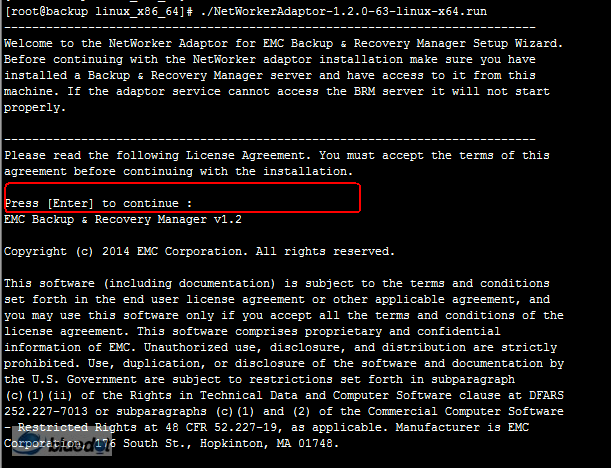 [root@backup linux_x86_64]# ./NetWorkerAdaptor-1.2.0-63-linux-x64.run
----------------------------------------------------------------------------
Welcome to the NetWorker Adaptor for EMC Backup & Recovery Manager Setup Wizard.
Before continuing with the NetWorker adaptor installation make sure you have
installed a Backup & Recovery Manager server and have access to it from this
machine. If the adaptor service cannot access the BRM server it will not start
properly.
----------------------------------------------------------------------------
Please read the following License Agreement. You must accept the terms of this
agreement before continuing with the installation.
Press [Enter] to continue :
EMC Backup & Recovery Manager v1.2
Copyright (c) 2014 EMC Corporation. All rights reserved.
This software (including documentation) is subject to the terms and conditions
set forth in the end user license agreement or other applicable agreement, and
you may use this software only if you accept all the terms and conditions of the
license agreement. This software comprises proprietary and confidential
information of EMC. Unauthorized use, disclosure, and distribution are strictly
prohibited. Use, duplication, or disclosure of the software and documentation by
the U.S. Government are subject to restrictions set forth in subparagraph
(c)(1)(ii) of the Rights in Technical Data and Computer Software clause at DFARS
252.227-7013 or subparagraphs (c)(1) and (2) of the Commercial Computer Software
- Restricted Rights at 48 CFR 52.227-19, as applicable. Manufacturer is EMC
Corporation, 176 South St., Hopkinton, MA 01748.